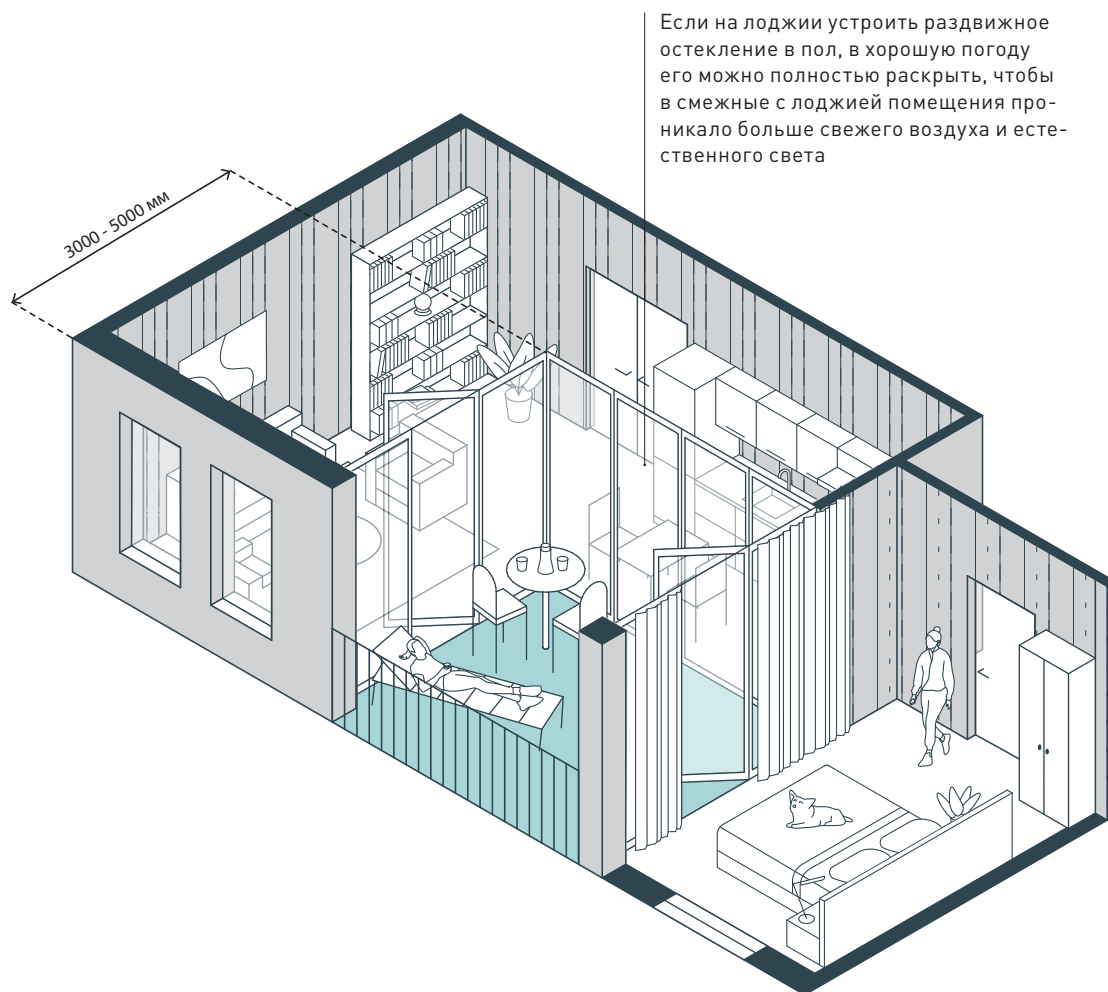 Если на лоджии устроить раздвижное
остекление в пол, в хорошую погоду
его можно полностью раскрыть, чтобы
в смежные с лоджией помещения про-
никало больше свежего воздуха и есте-
ственного света
3000 - 5000 мм